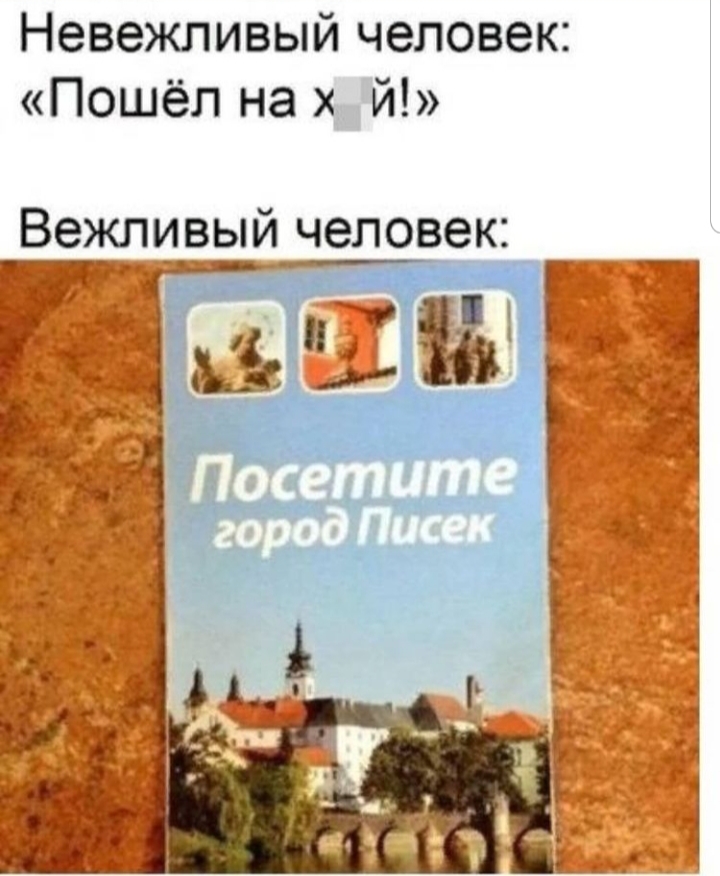 Невежливый человек:
«Пошёл на х й!»
Вежливый человек:
Посетите
город Писек